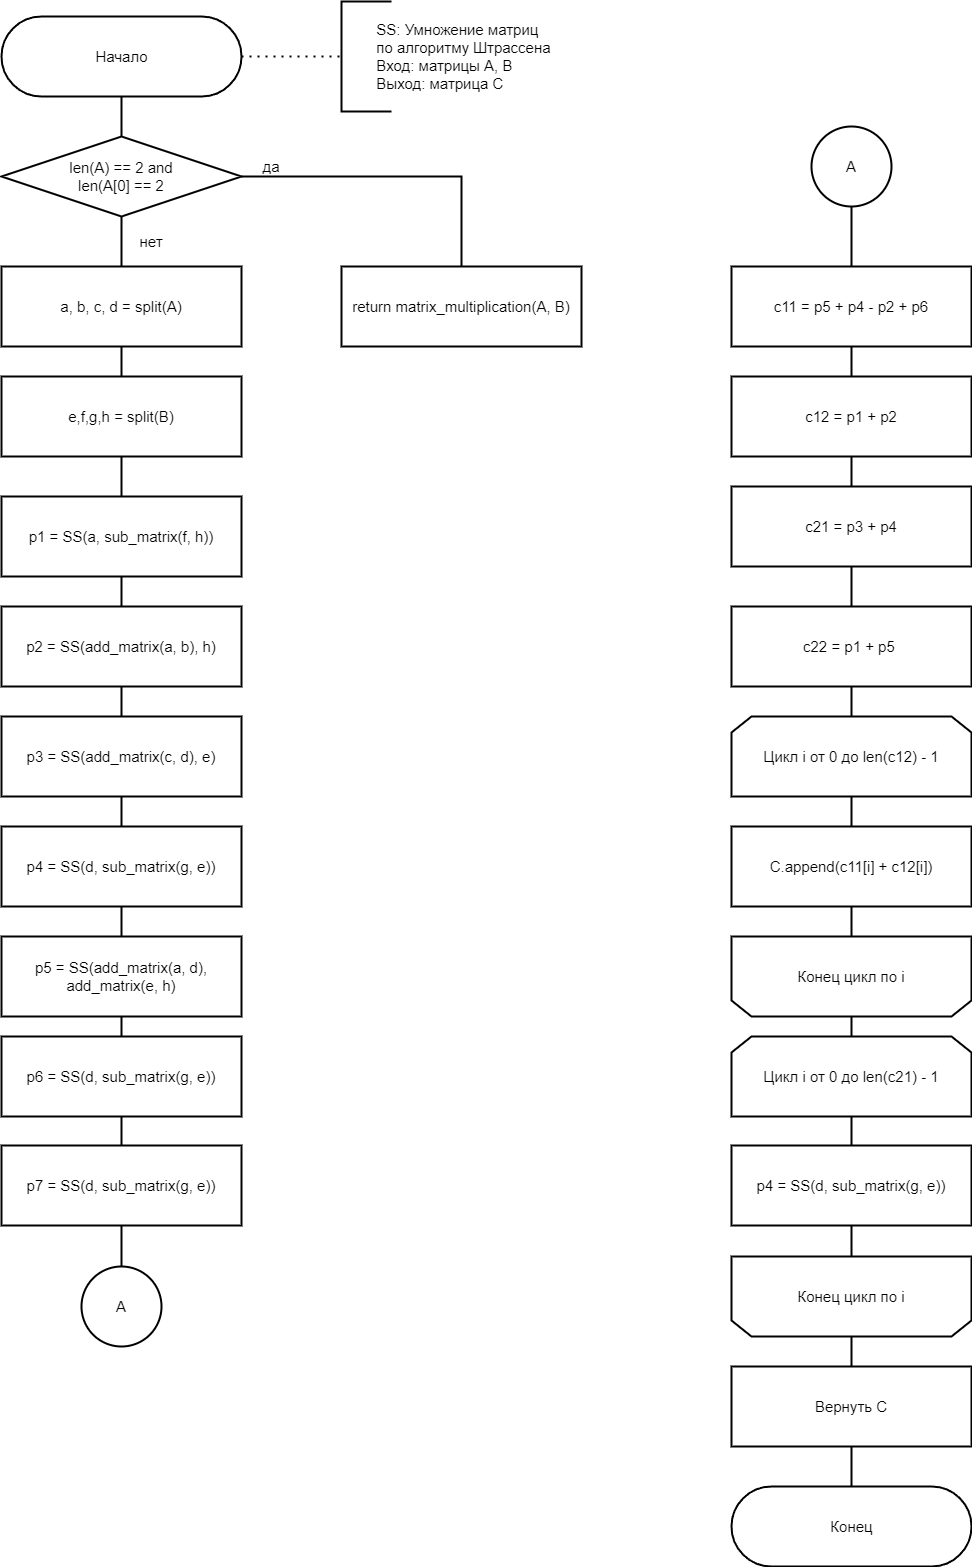 Начало
SS: Умножение матриц
по алгоритму Штрассена
Вход: матрицы A, B
Выход: матрица C
len(A) == 2 and
len(A[0] == 2
да
нет
a, b, c, d = split(A)
return matrix_multiplication(A, B)
e,f,g,h = split(B)
p1 = SS(a, sub_matrix(f, h))
p2 = SS(add_matrix(a, b), h)
p3 = SS(add_matrix(c, d), e)
p4 = SS(d, sub_matrix(g, e))
p5 = SS(add_matrix(a, d),
add_matrix(e, h)
p6 = SS(d, sub_matrix(g, e))
p7 = SS(d, sub_matrix(g, e))
A
A
c11 = p5 + p4 - p2 + p6
c12 = p1 + p2
c21 = p3 + p4
c22 = p1 + p5
Цикл i от 0 до len(c12) - 1
C.append(c11[i] + c12[i])
Конец цикл по i
Цикл i от 0 до len(c21) - 1
p4 = SS(d, sub_matrix(g, e))
Конец цикл по i
Вернуть C
Конец